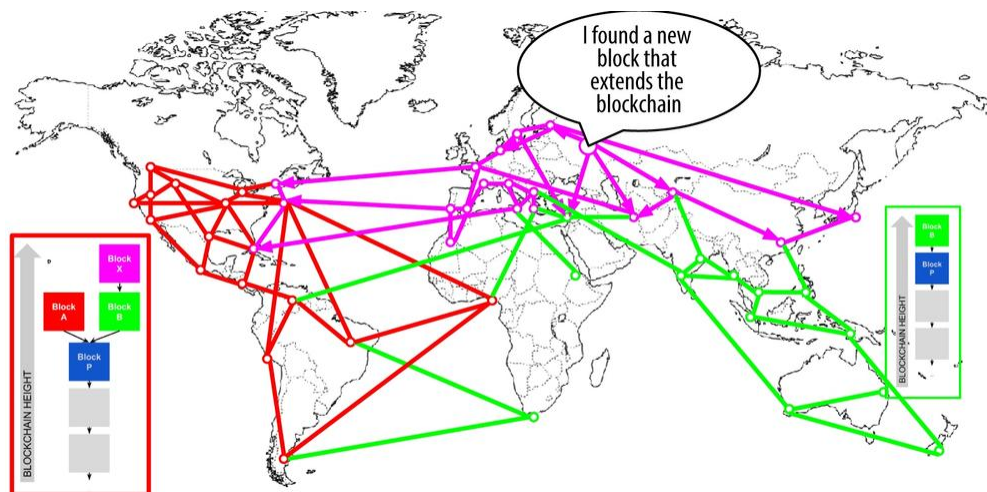 I found a new
block that
extends the
blockchain
Block
X
Block
A
Block
B
Block
P
BLOCKCHAIN HEIGHT
Block
B
Block
P
BLOCKCHAIN HEIGHT